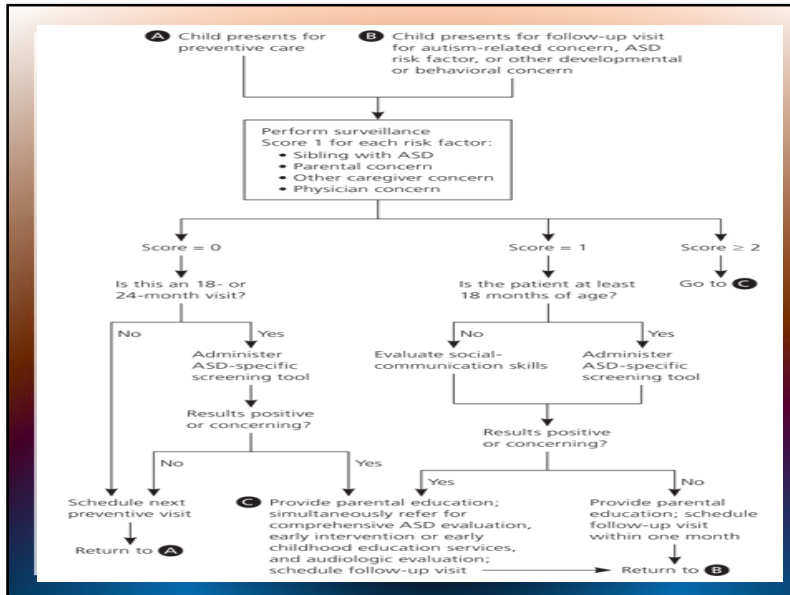 A Child presents for
preventive care
B Child presents for follow-up visit
for autism-related concern, ASD
risk factor, or other developmental
or behavioral concern
Perform surveillance
Score 1 for each risk factor:
• Sibling with ASD
• Parental concern
• Other caregiver concern
• Physician concern
Score = 0
Score = 1
Score ≥ 2
Is this an 18- or
24-month visit?
Is the patient at least
18 months of age?
Go to C
No
Yes
No
Yes
Administer
ASD-specific
screening tool
Evaluate social-
communication skills
Administer
ASD-specific
screening tool
Results positive
or concerning?
Results positive
or concerning?
No
Yes
Yes
No
Schedule next
preventive visit
Return to A
C Provide parental education;
simultaneously refer for
comprehensive ASD evaluation,
early intervention or early
childhood education services,
and audiologic evaluation;
schedule follow-up visit
Provide parental
education; schedule
follow-up visit
within one month
Return to B